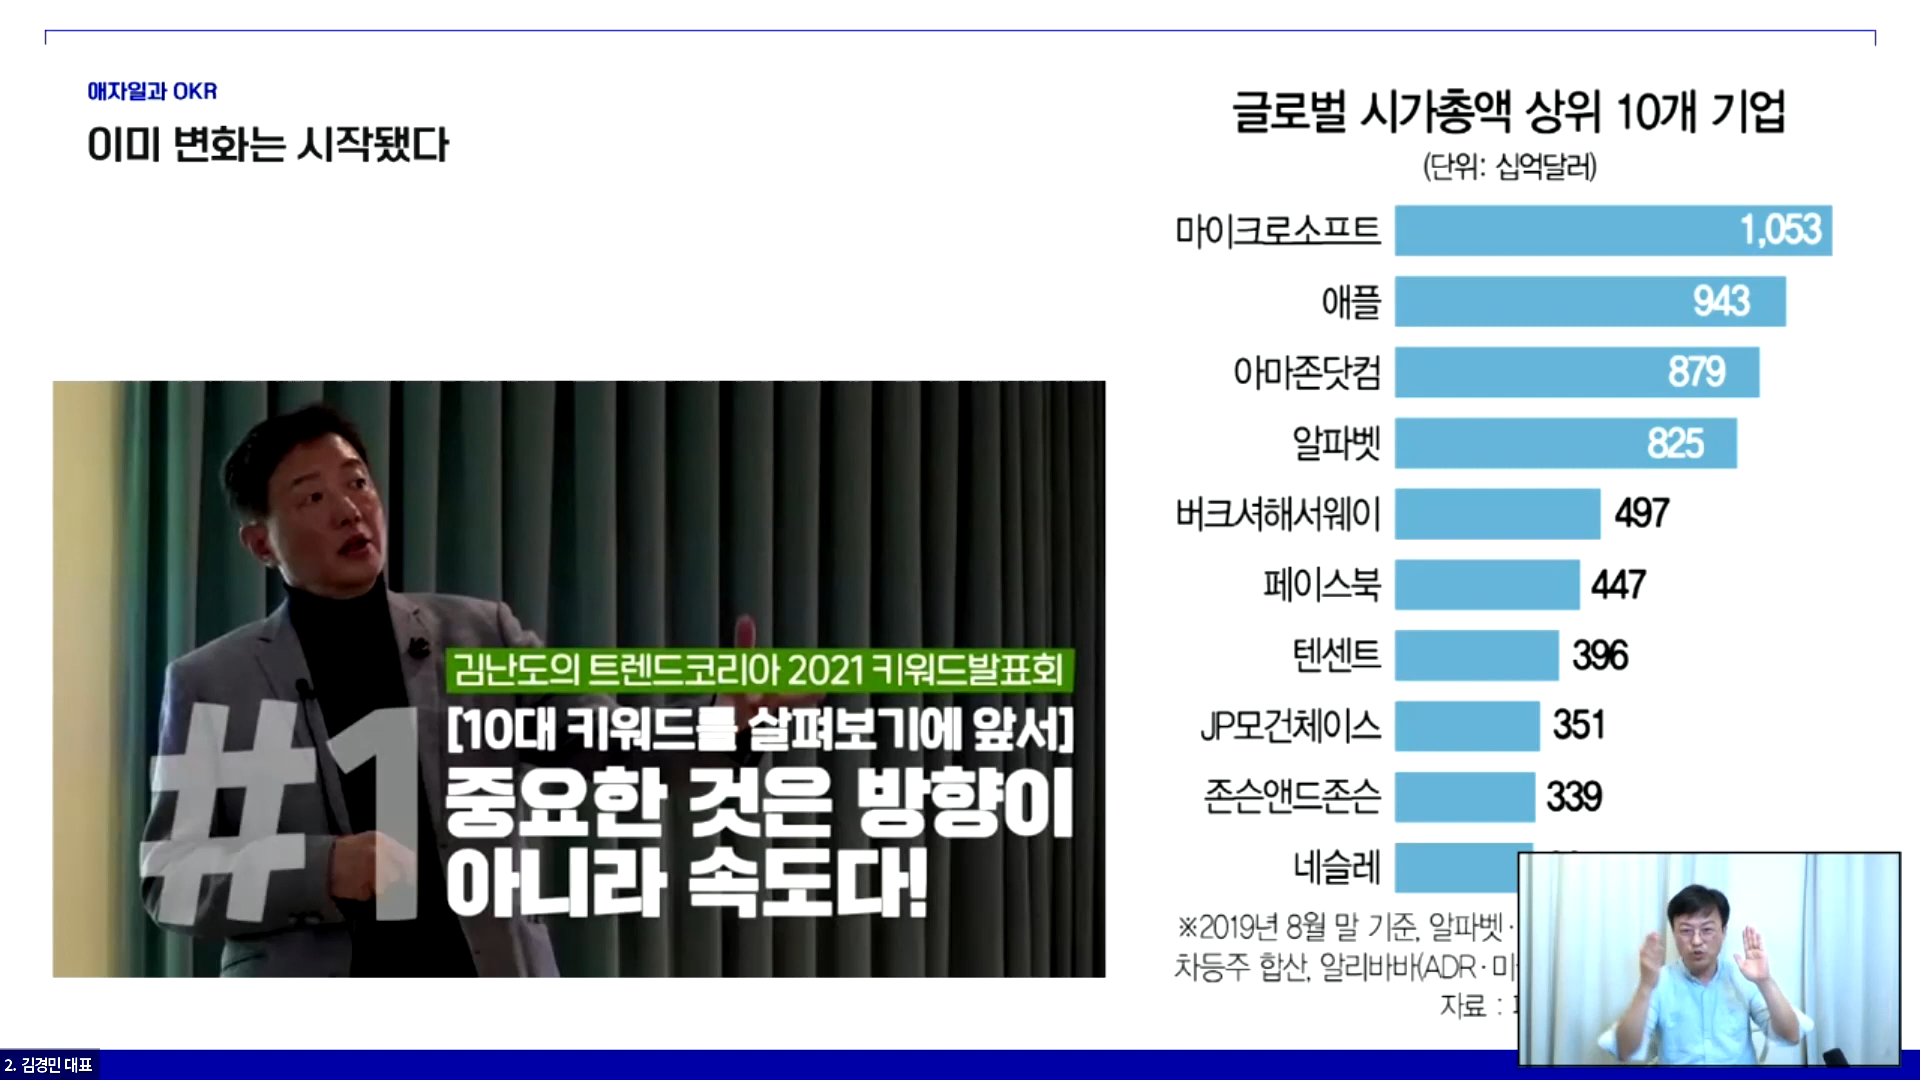 애자일과 OKR
이미 변화는 시작됐다
김난도의 트렌드코리아 2021 키워드발표회
#1
[10대 키워드를 살펴보기에 앞서]
중요한 것은 방향이
아니라 속도다!
글로벌 시가총액 상위 10개 기업
(단위: 십억달러)
마이크로소프트 1,053
애플 943
아마존닷컴 879
알파벳 825
버크셔해서웨이 497
페이스북 447
텐센트 396
JP모건체이스 351
존슨앤드존슨 339
네슬레
※2019년 8월 말 기준, 알파벳·
차등주 합산, 알리바바(ADR·미
자료 :
2. 김경민 대표